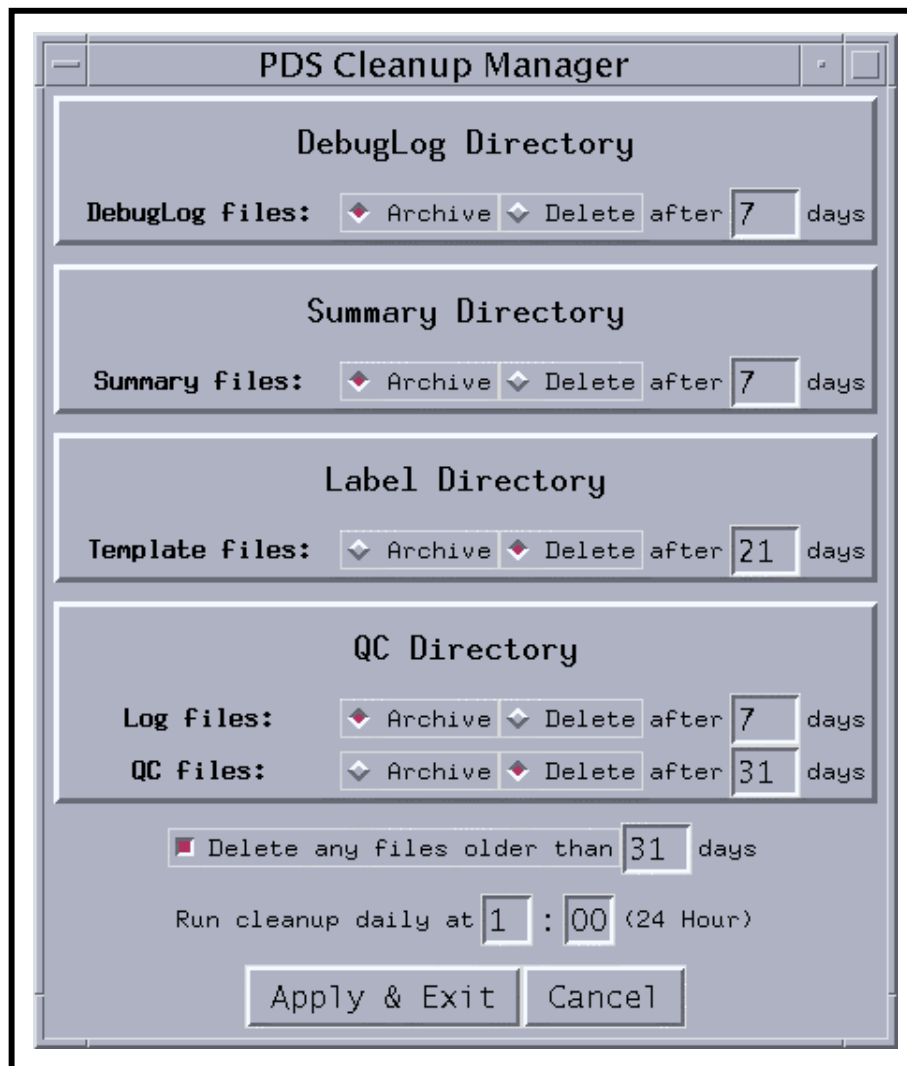 PDS Cleanup Manager
DebugLog Directory
DebugLog files: Archive Delete after 7 days
Summary Directory
Summary files: Archive Delete after 7 days
Label Directory
Template files: Archive Delete after 21 days
QC Directory
Log files: Archive Delete after 7 days
QC files: Archive Delete after 31 days
Delete any files older than 31 days
Run cleanup daily at 1 : 00 (24 Hour)
Apply & Exit Cancel